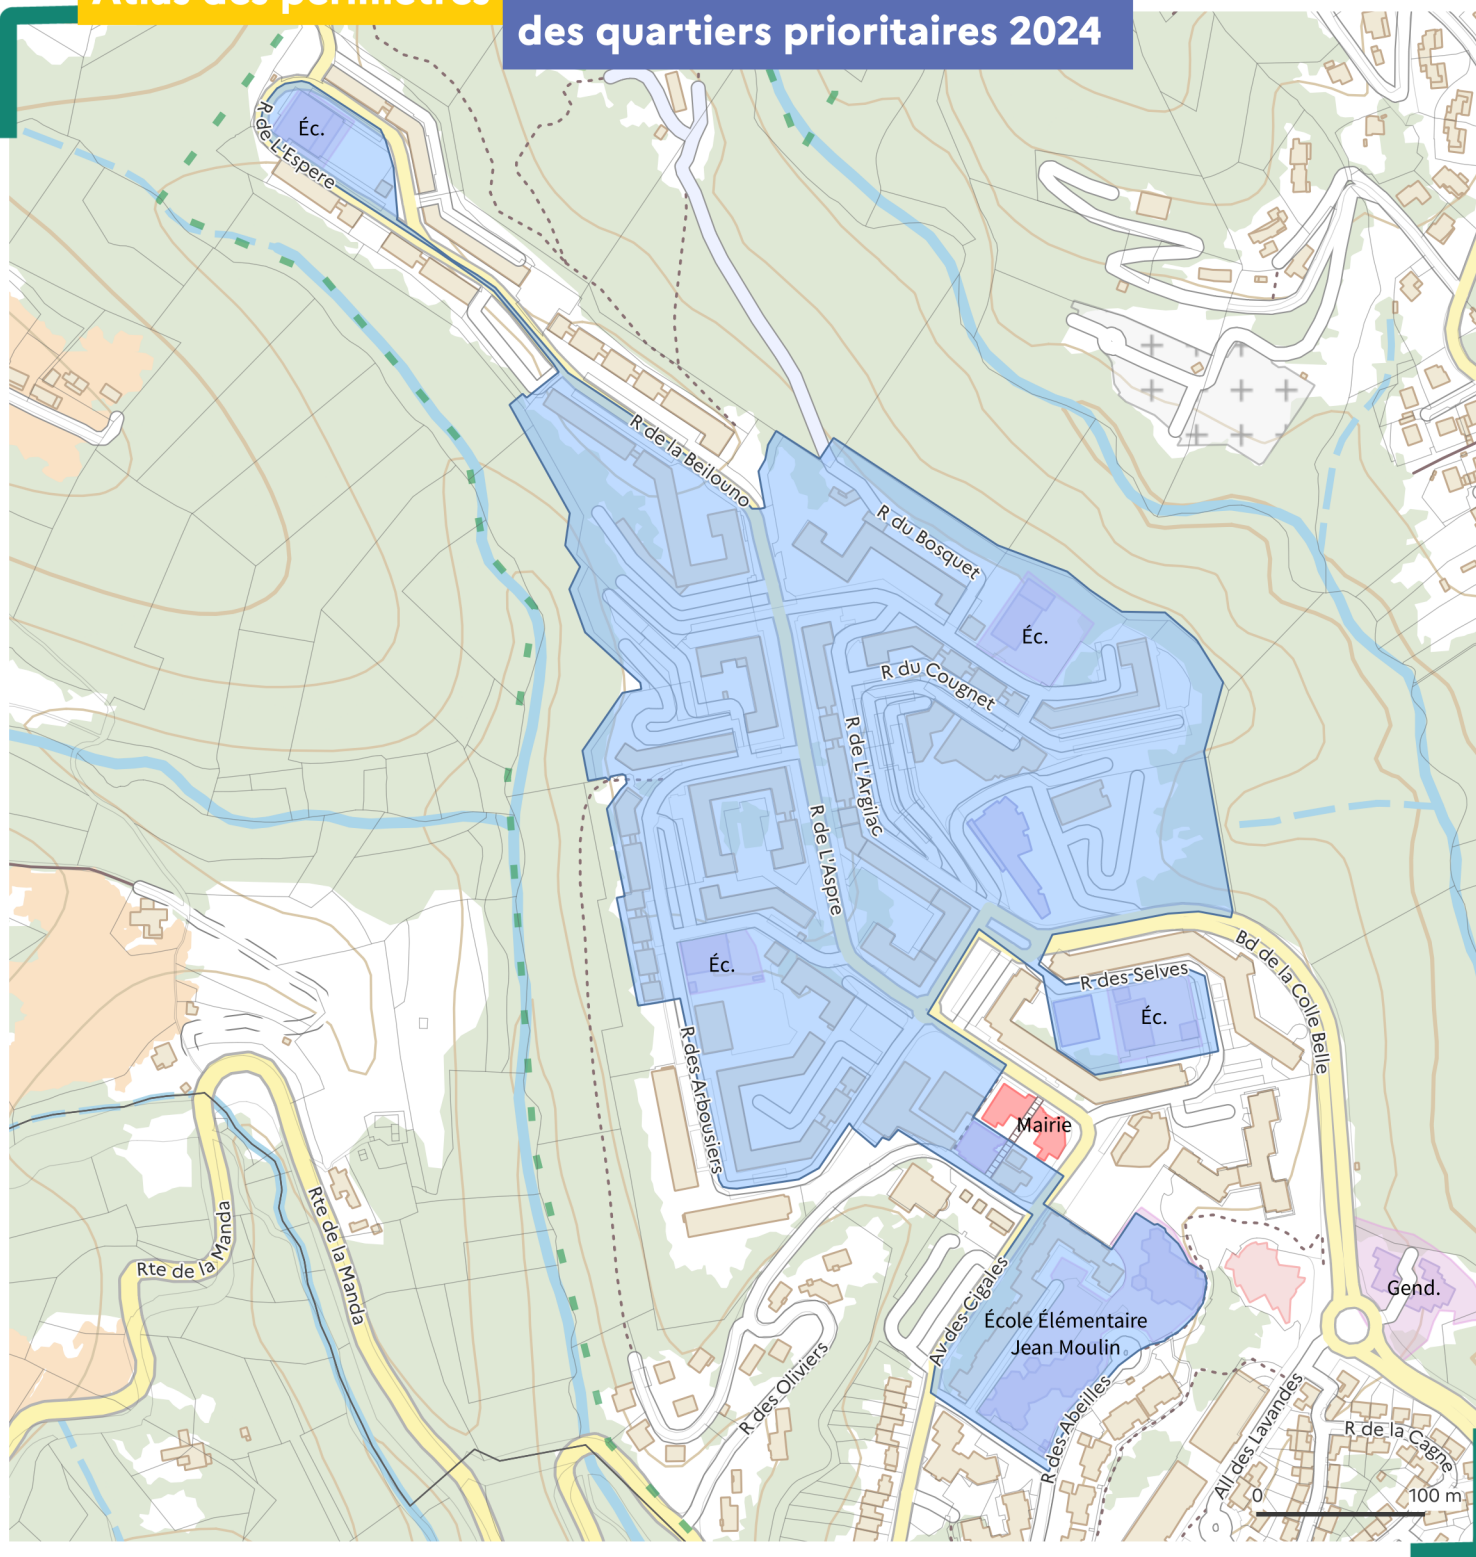 Atlas des périmètres
des quartiers prioritaires 2024
Éc.
R de L'Espere
R de la Beilouno
R du Bosquet
Éc.
R du Cougnet
R de L'Argilac
R de L'Aspre
Bd de la Colle Belle
R des Selves
Éc.
Éc.
R des Arbousiers
Mairie
Rte de la Manda
Rte de la Manda
Av des Cigales
École Élémentaire
Jean Moulin
Gend.
R des Oliviers
R des Abeilles
All des Lavandes
R de la Cagne
0 100 m